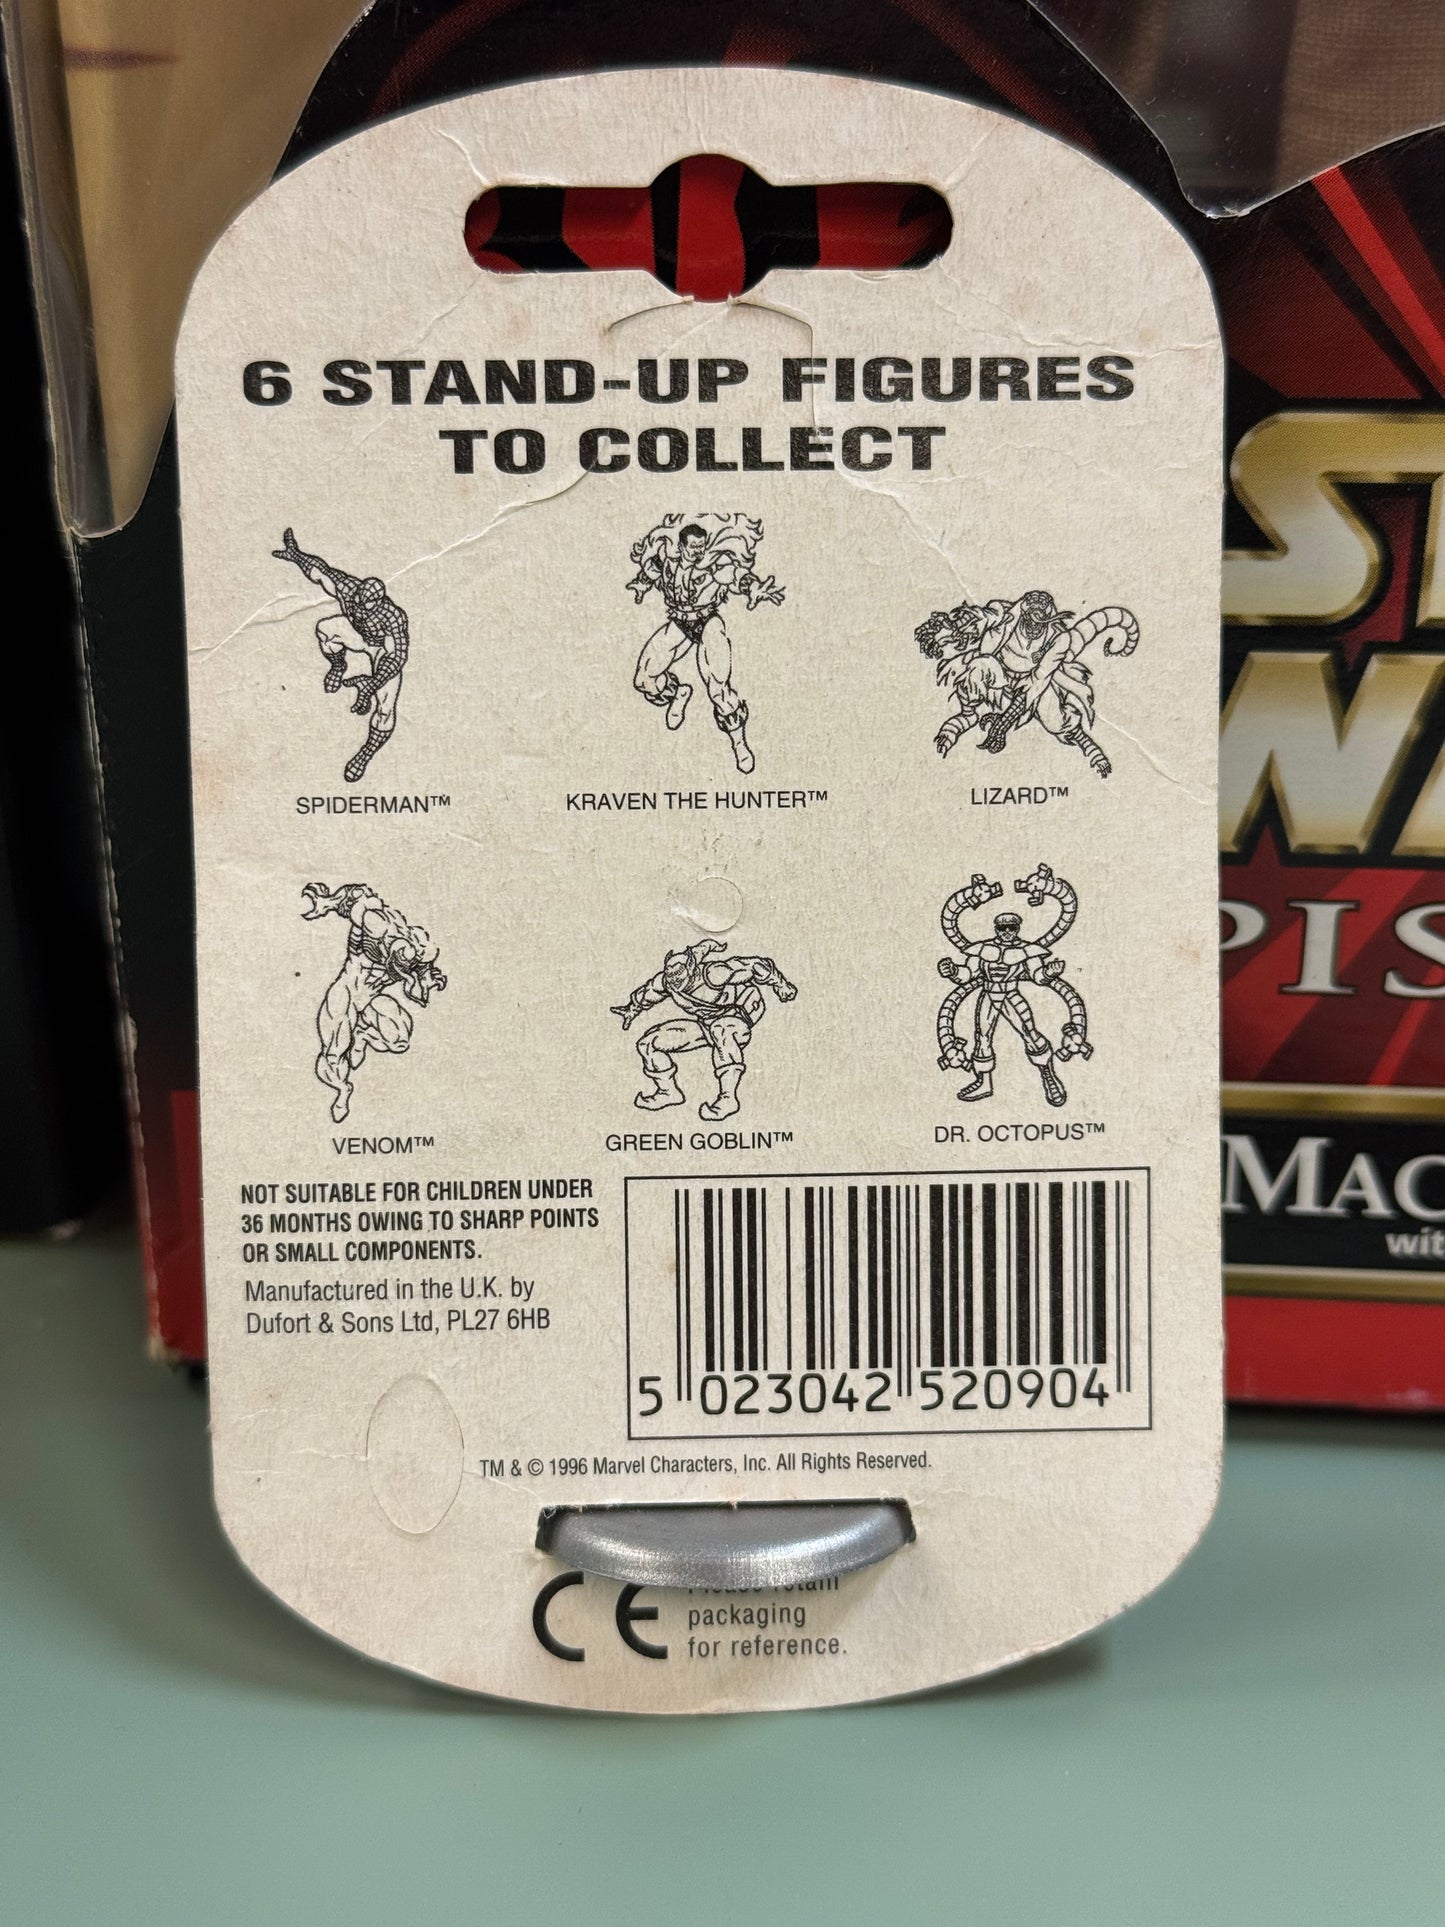 6 STAND-UP FIGURES
TO COLLECT
SPIDERMAN™
KRAVEN THE HUNTER™
LIZARD™
VENOM™
GREEN GOBLIN™
DR. OCTOPUS™
NOT SUITABLE FOR CHILDREN UNDER
36 MONTHS OWING TO SHARP POINTS
OR SMALL COMPONENTS.
Manufactured in the U.K. by
Dufort & Sons Ltd, PL27 6HB
5 023042 520904
TM & © 1996 Marvel Characters, Inc. All Rights Reserved.
CE
Please retain
packaging
for reference.